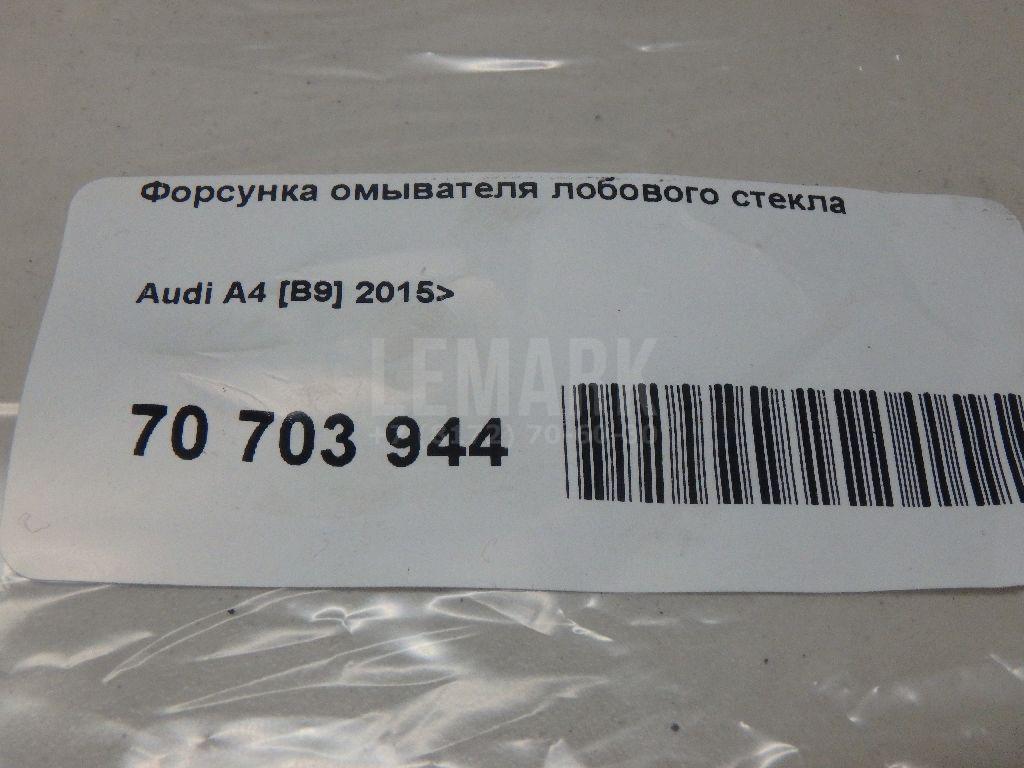 Форсунка омывателя лобового стекла
Audi A4 [B9] 2015>
LEMARK
70 703 944